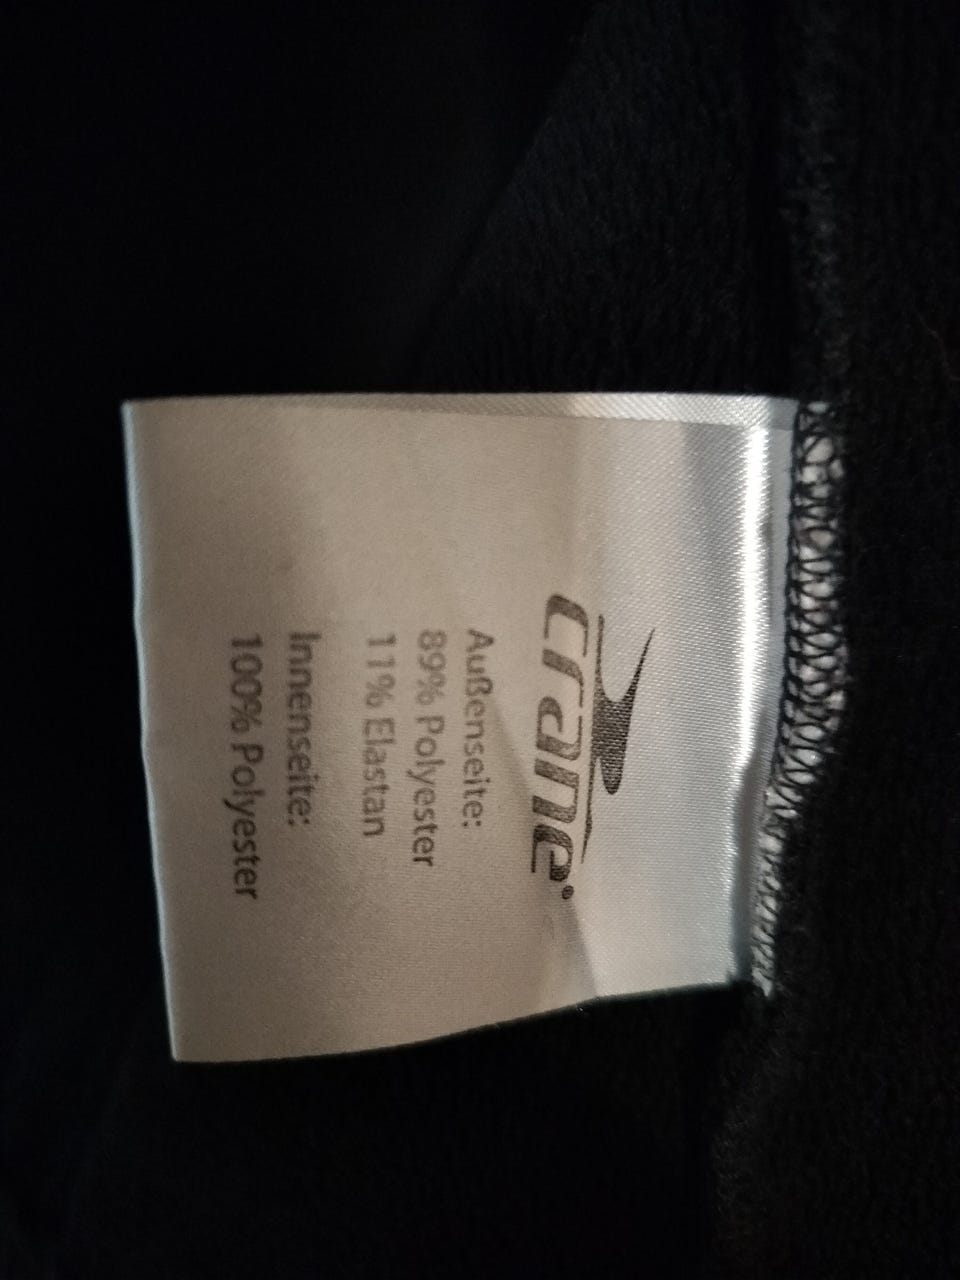 crane
Außenseite:
89% Polyester
11% Elastan
Innenseite:
100% Polyester